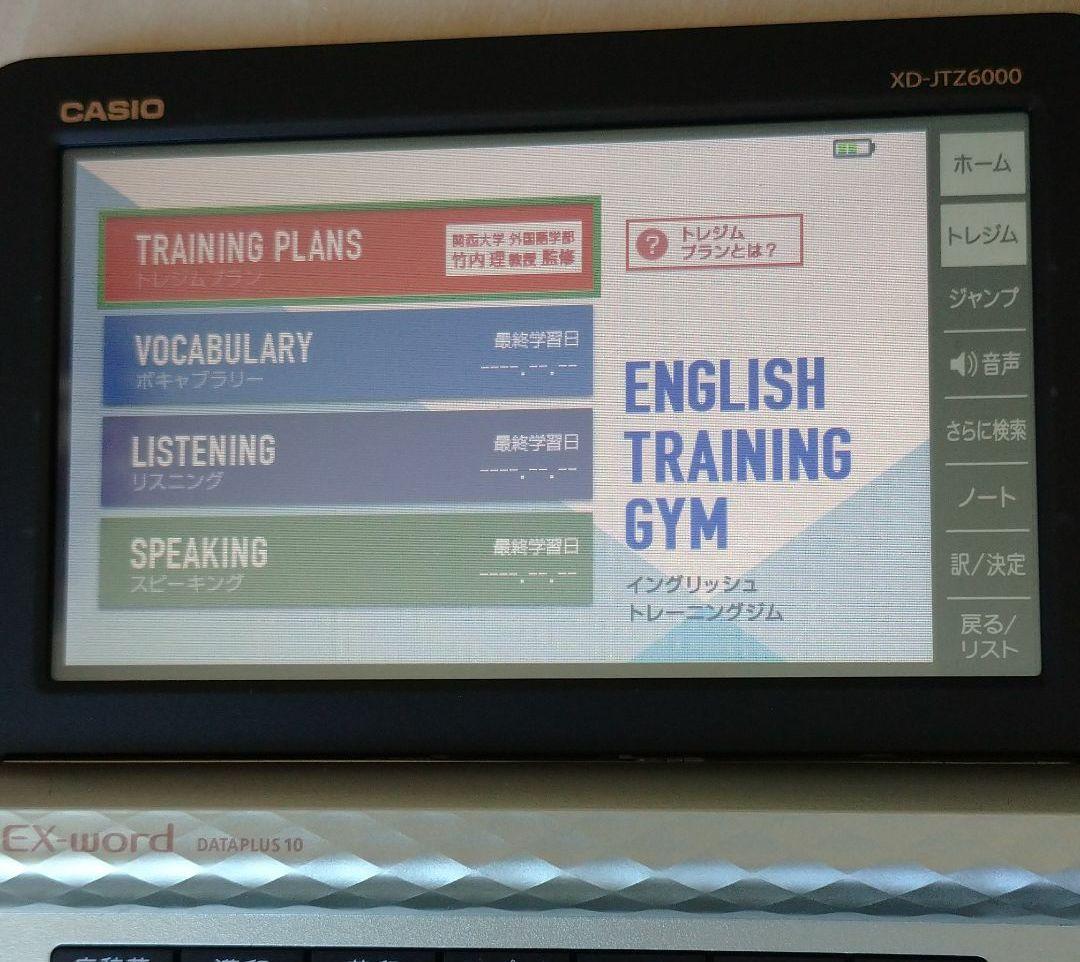 CASIO
XD-JTZ6000
TRAINING PLANS
トレジムプラン
関西大学 外国語学部
竹内 理 教授 監修
?
トレジム
プランとは?
VOCABULARY
ボキャブラリー
最終学習日
----.--.--
LISTENING
リスニング
最終学習日
----.--.--
SPEAKING
スピーキング
最終学習日
----.--.--
ENGLISH
TRAINING
GYM
イングリッシュ
トレーニングジム
ホーム
トレジム
ジャンプ
音声
さらに検索
ノート
訳/決定
戻る/
リスト
EX-word DATAPLUS 10